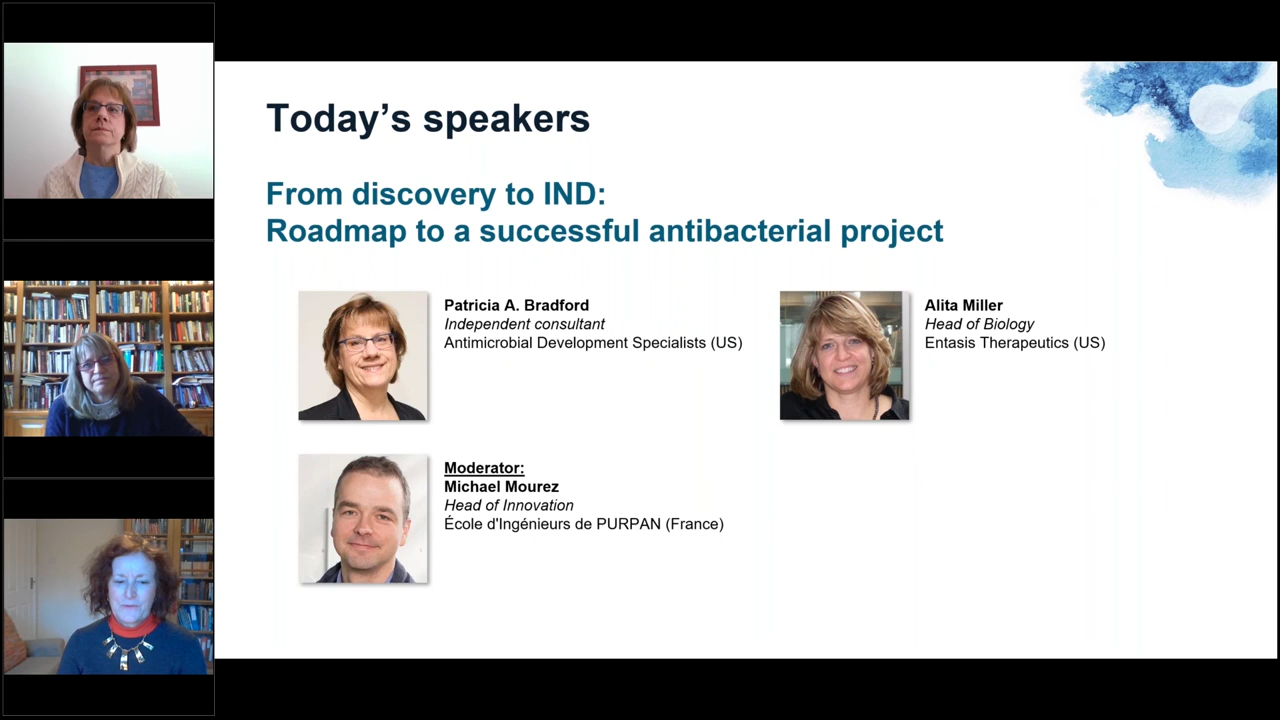 Today’s speakers
From discovery to IND:
Roadmap to a successful antibacterial project
Patricia A. Bradford
Independent consultant
Antimicrobial Development Specialists (US)
Alita Miller
Head of Biology
Entasis Therapeutics (US)
Moderator:
Michael Mourez
Head of Innovation
École d'Ingénieurs de PURPAN (France)